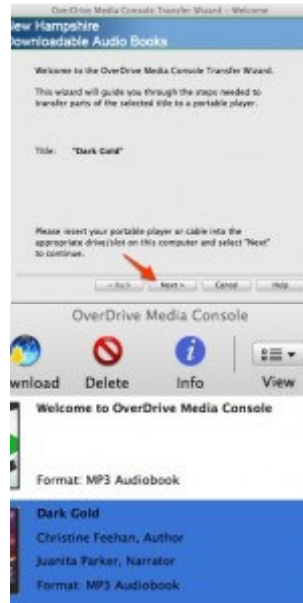 OverDrive Media Console Transfer Wizard - Welcome
ew Hampshire
ownloadable Audio Books
Welcome to the OverDrive Media Console Transfer Wizard.
This wizard will guide you through the steps needed to
transfer parts of the selected title to a portable player.
Title: "Dark Gold"
Please insert your portable player or cable into the
appropriate drive/slot on this computer and select "Next"
to continue.
< Back Next > Cancel Help
OverDrive Media Console
wnload Delete Info View
Welcome to OverDrive Media Console
Format: MP3 Audiobook
Dark Gold
Christine Feehan, Author
Juanita Parker, Narrator
Format: MP3 Audiobook